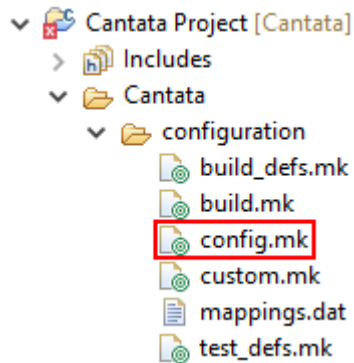 Cantata Project [Cantata]
Includes
Cantata
configuration
build_defs.mk
build.mk
config.mk
custom.mk
mappings.dat
test_defs.mk